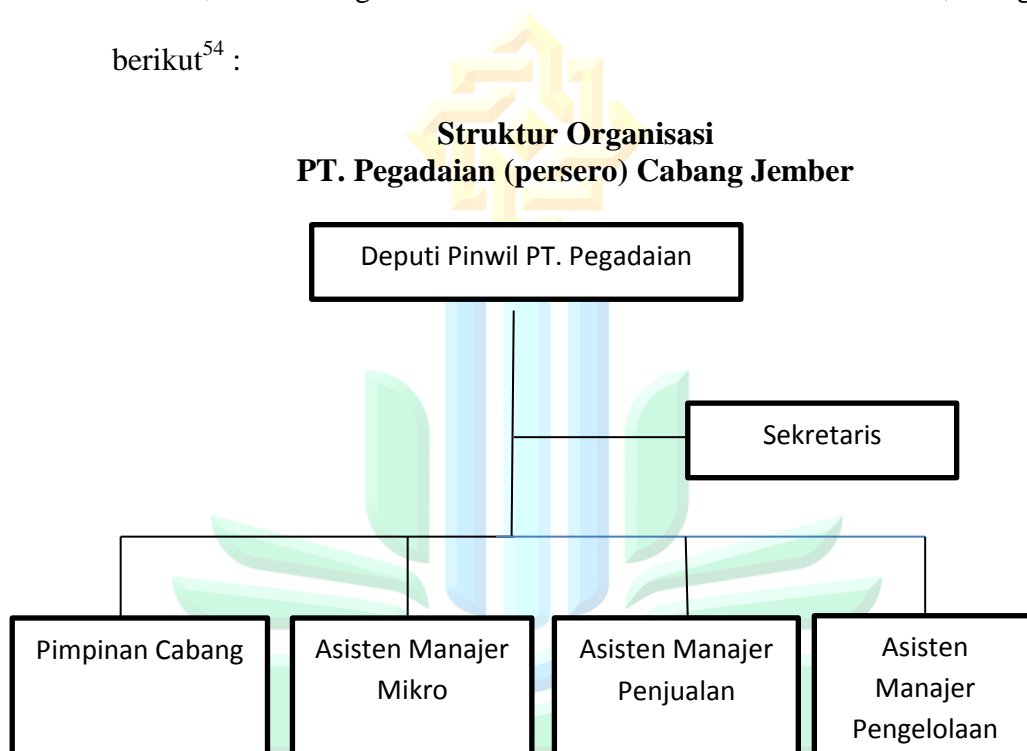 berikut54 :
Struktur Organisasi
PT. Pegadaian (persero) Cabang Jember
Deputi Pinwil PT. Pegadaian
Sekretaris
Pimpinan Cabang
Asisten Manajer
Mikro
Asisten Manajer
Penjualan
Asisten
Manajer
Pengelolaan